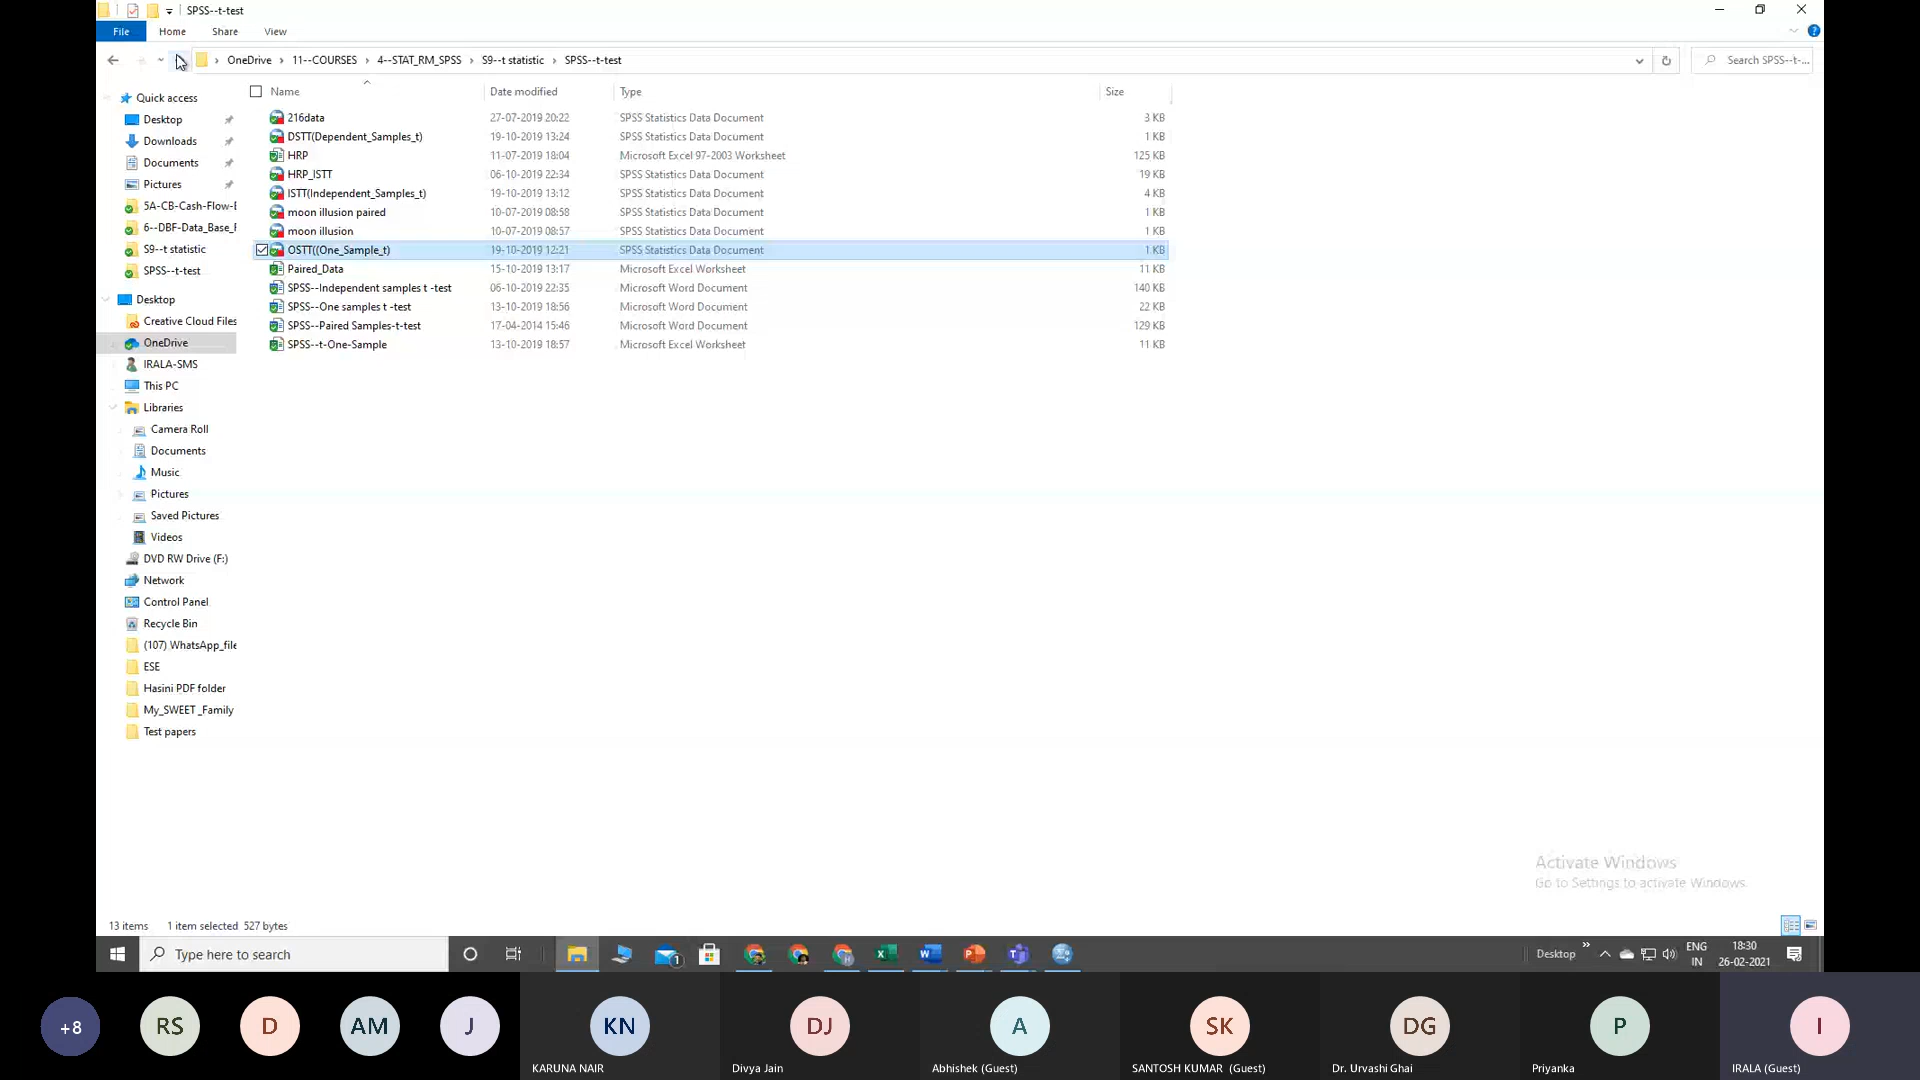 SPSS--t-test
File Home Share View
OneDrive 11--COURSES 4--STAT_RM_SPSS S9--t statistic SPSS--t-test Search SPSS--t-...
Name Date modified Type Size
216data 27-07-2019 20:22 SPSS Statistics Data Document 3 KB
DSTT(Dependent_Samples_t) 19-10-2019 13:24 SPSS Statistics Data Document 1 KB
HRP 11-07-2019 18:04 Microsoft Excel 97-2003 Worksheet 125 KB
HRP_ISTT 06-10-2019 22:34 SPSS Statistics Data Document 19 KB
ISTT(Independent_Samples_t) 19-10-2019 13:12 SPSS Statistics Data Document 4 KB
moon illusion paired 10-07-2019 08:58 SPSS Statistics Data Document 1 KB
moon illusion 10-07-2019 08:57 SPSS Statistics Data Document 1 KB
OSTT((One_Sample_t) 19-10-2019 12:21 SPSS Statistics Data Document 1 KB
Paired_Data 15-10-2019 13:17 Microsoft Excel Worksheet 11 KB
SPSS--Independent samples t -test 06-10-2019 22:35 Microsoft Word Document 140 KB
SPSS--One samples t -test 13-10-2019 18:56 Microsoft Word Document 22 KB
SPSS--Paired Samples-t-test 17-04-2014 15:46 Microsoft Word Document 129 KB
SPSS--t-One-Sample 13-10-2019 18:57 Microsoft Excel Worksheet 11 KB
Quick access
Desktop
Downloads
Documents
Pictures
5A-CB-Cash-Flow-E
6--DBF-Data_Base_F
S9--t statistic
SPSS--t-test
Desktop
Creative Cloud Files
OneDrive
IRALA-SMS
This PC
Libraries
Camera Roll
Documents
Music
Pictures
Saved Pictures
Videos
DVD RW Drive (F:)
Network
Control Panel
Recycle Bin
(107) WhatsApp_file
ESE
Hasini PDF folder
My_SWEET _Family
Test papers
Activate Windows
Go to Settings to activate Windows.
13 items 1 item selected 527 bytes
Type here to search
1
Desktop
ENG
IN
18:30
26-02-2021
+8 RS D AM J KN DJ A SK DG P I
KARUNA NAIR Divya Jain Abhishek (Guest) SANTOSH KUMAR (Guest) Dr. Urvashi Ghai Priyanka IRALA (Guest)